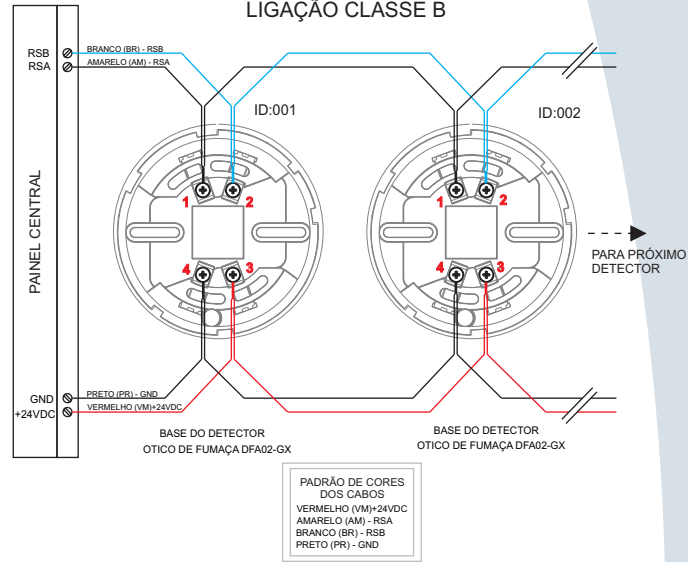 LIGAÇÃO CLASSE B
RSB
BRANCO (BR) - RSB
RSA
AMARELO (AM) - RSA
ID:001
ID:002
1
2
1
2
PAINEL CENTRAL
PARA PRÓXIMO
DETECTOR
4
3
4
3
GND
PRETO (PR) - GND
+24VDC
VERMELHO (VM)+24VDC
BASE DO DETECTOR
OTICO DE FUMAÇA DFA02-GX
BASE DO DETECTOR
OTICO DE FUMAÇA DFA02-GX
PADRÃO DE CORES
DOS CABOS
VERMELHO (VM)+24VDC
AMARELO (AM) - RSA
BRANCO (BR) - RSB
PRETO (PR) - GND